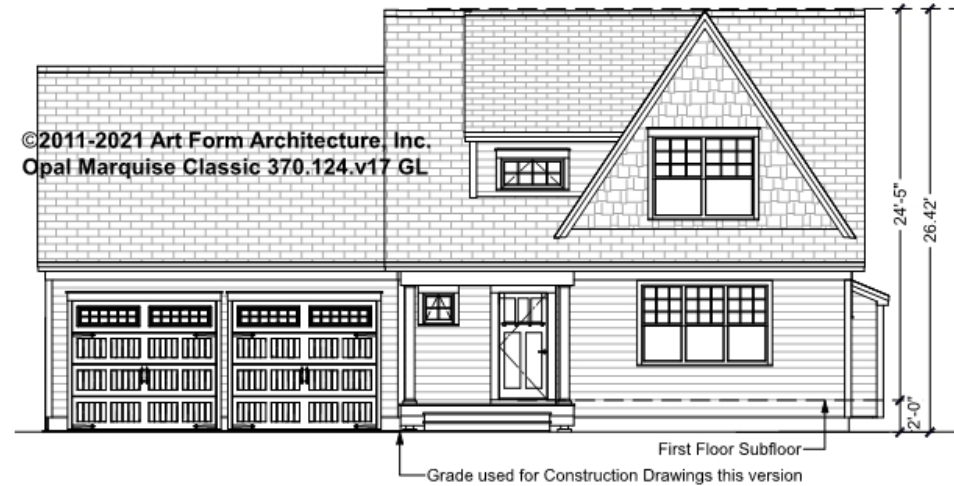 ©2011-2021 Art Form Architecture, Inc.
Opal Marquise Classic 370.124.v17 GL
24'-5"
26.42'
2'-0"
First Floor Subfloor
Grade used for Construction Drawings this version